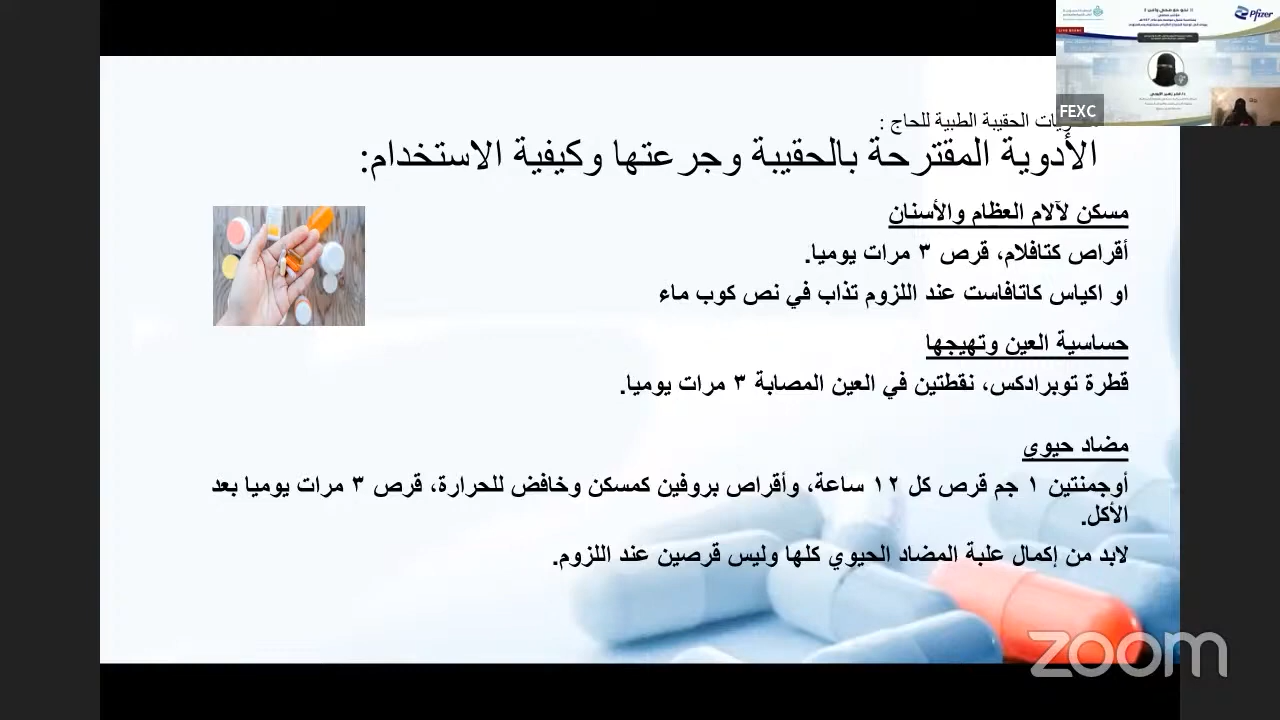 Pfizer
FEXC
يات الحقيبة الطبية للحاج :
الأدوية المقترحة بالحقيبة وجرعتها وكيفية الاستخدام:
مسكن لآلام العظام والأسنان
أقراص كتافلام، قرص ٣ مرات يوميا.
او اكياس كاتافاست عند اللزوم تذاب في نص كوب ماء
حساسية العين وتهيجها
قطرة توبرادكس، نقطتين في العين المصابة ٣ مرات يوميا.
مضاد حيوي
أوجمنتين ١ جم قرص كل ١٢ ساعة، وأقراص بروفين كمسكن وخافض للحرارة، قرص ٣ مرات يوميا بعد
الأكل.
لابد من إكمال علبة المضاد الحيوي كلها وليس قرصين عند اللزوم.
zoom